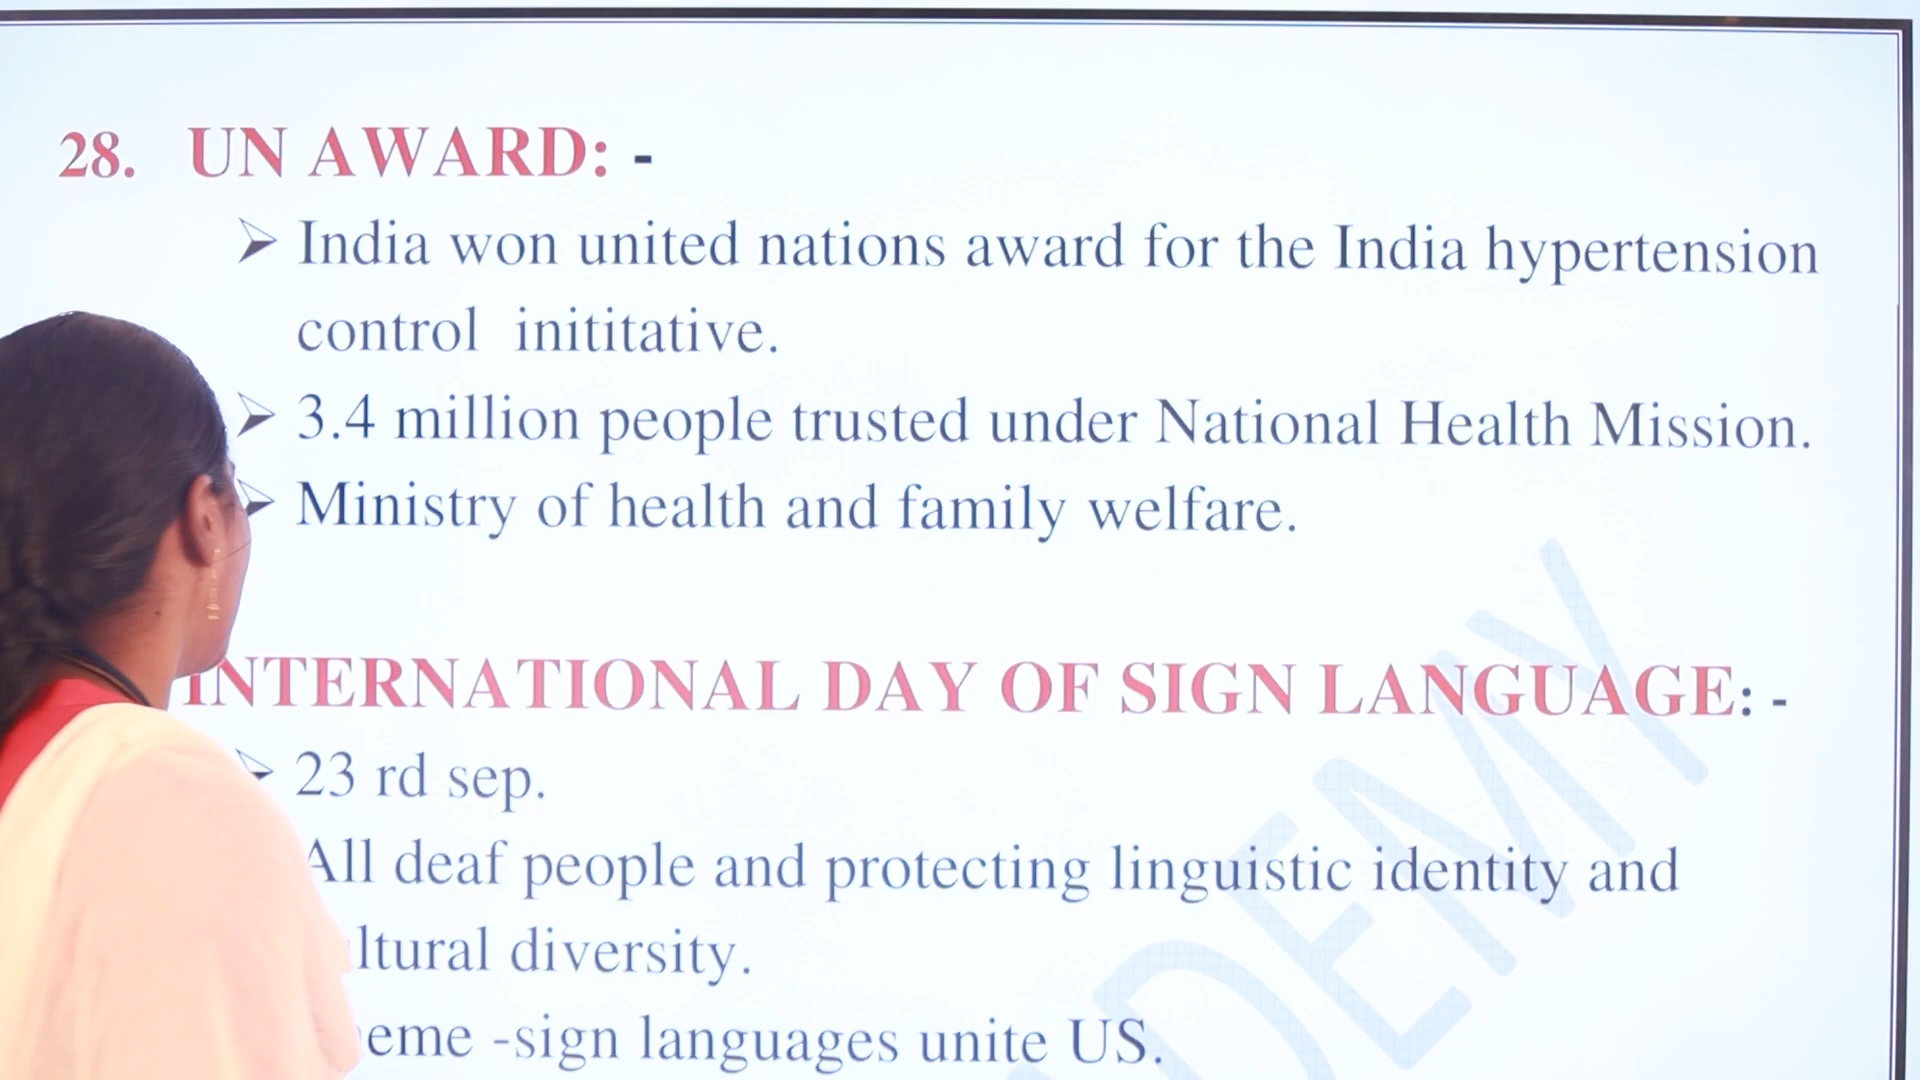 28. UN AWARD: -
➢ India won united nations award for the India hypertension
control inititative.
➢ 3.4 million people trusted under National Health Mission.
➢ Ministry of health and family welfare.
INTERNATIONAL DAY OF SIGN LANGUAGE: -
➢ 23 rd sep.
All deaf people and protecting linguistic identity and
diversity.
-sign languages unite US.